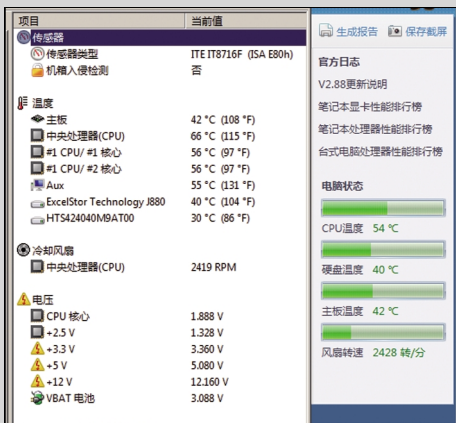 项目 当前值
传感器
传感器类型 ITE IT8716F (ISA E80h)
机箱入侵检测 否
温度
主板 42 °C (108 °F)
中央处理器(CPU) 66 °C (115 °F)
#1 CPU/ #1 核心 56 °C (97 °F)
#1 CPU/ #2 核心 56 °C (97 °F)
Aux 55 °C (131 °F)
ExcelStor Technology J880 40 °C (104 °F)
HTS424040M9AT00 30 °C (86 °F)
冷却风扇
中央处理器(CPU) 2419 RPM
电压
CPU 核心 1.888 V
+2.5 V 1.328 V
+3.3 V 3.360 V
+5 V 5.080 V
+12 V 12.160 V
VBAT 电池 3.088 V
生成报告 保存截屏
官方日志
V2.88更新说明
笔记本显卡性能排行榜
笔记本处理器性能排行榜
台式电脑处理器性能排行榜
电脑状态
CPU温度 54 ℃
硬盘温度 40 ℃
主板温度 42 ℃
风扇转速 2428 转/分